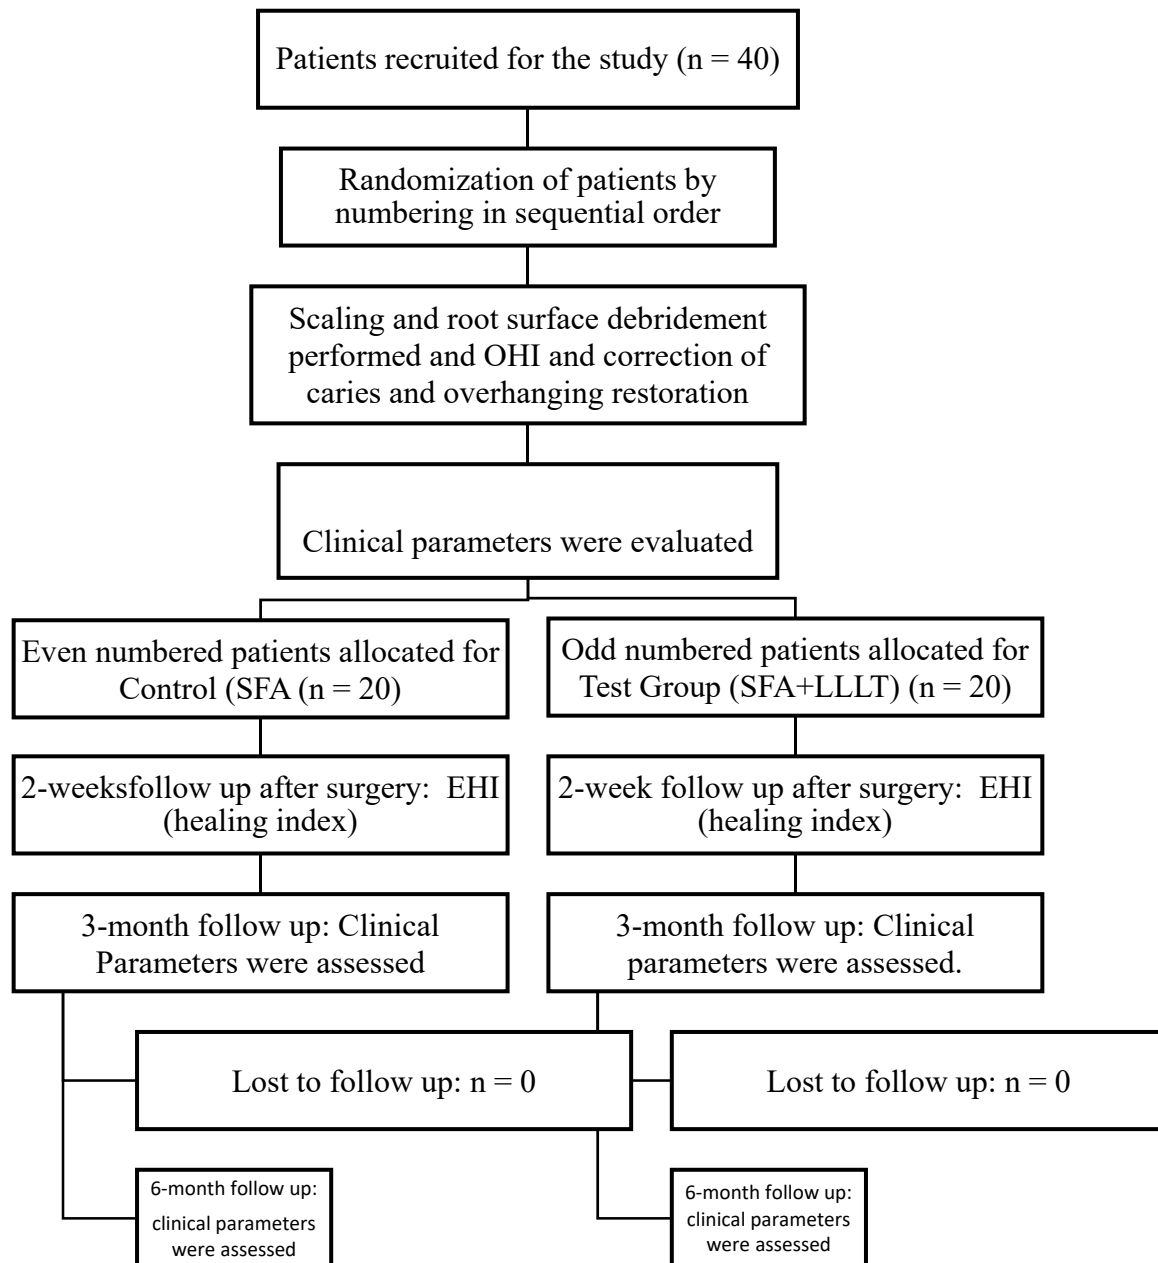 Patients recruited for the study (n = 40)
Randomization of patients by
numbering in sequential order
Scaling and root surface debridement
performed and OHI and correction of
caries and overhanging restoration
Clinical parameters were evaluated
Even numbered patients allocated for
Control (SFA (n = 20)
Odd numbered patients allocated for
Test Group (SFA+LLLT) (n = 20)
2-weeksfollow up after surgery: EHI
(healing index)
2-week follow up after surgery: EHI
(healing index)
3-month follow up: Clinical
Parameters were assessed
3-month follow up: Clinical
parameters were assessed.
Lost to follow up: n = 0
Lost to follow up: n = 0
6-month follow up:
clinical parameters
were assessed
6-month follow up:
clinical parameters
were assessed